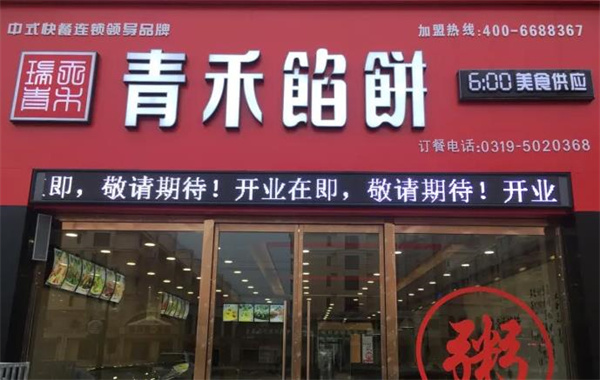 中式快餐连锁领导品牌
加盟热线:400-6688367
瑞青禾
青禾馅餅
6:00美食供应
订餐电话:0319-5020368
即，敬请期待！开业在即，敬请期待！开业
粥